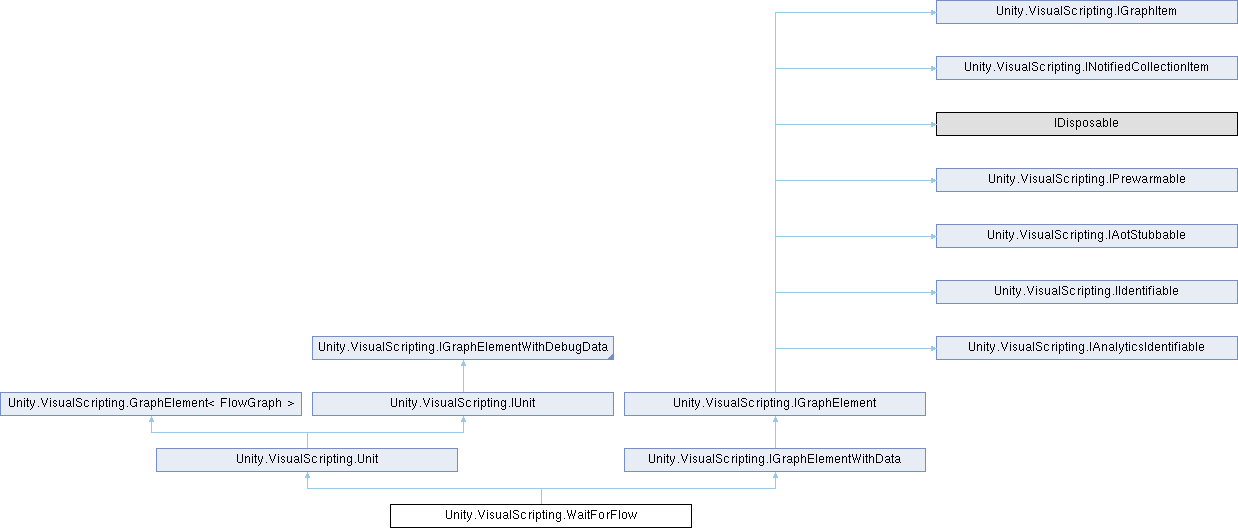 Unity.VisualScripting.IGraphItem
Unity.VisualScripting.INotifiedCollectionItem
IDisposable
Unity.VisualScripting.IPrewarmable
Unity.VisualScripting.IAotStubbable
Unity.VisualScripting.IIdentifiable
Unity.VisualScripting.IGraphElementWithDebugData
Unity.VisualScripting.IAnalyticsIdentifiable
Unity.VisualScripting.GraphElement< FlowGraph >
Unity.VisualScripting.IUnit
Unity.VisualScripting.IGraphElement
Unity.VisualScripting.Unit
Unity.VisualScripting.IGraphElementWithData
Unity.VisualScripting.WaitForFlow